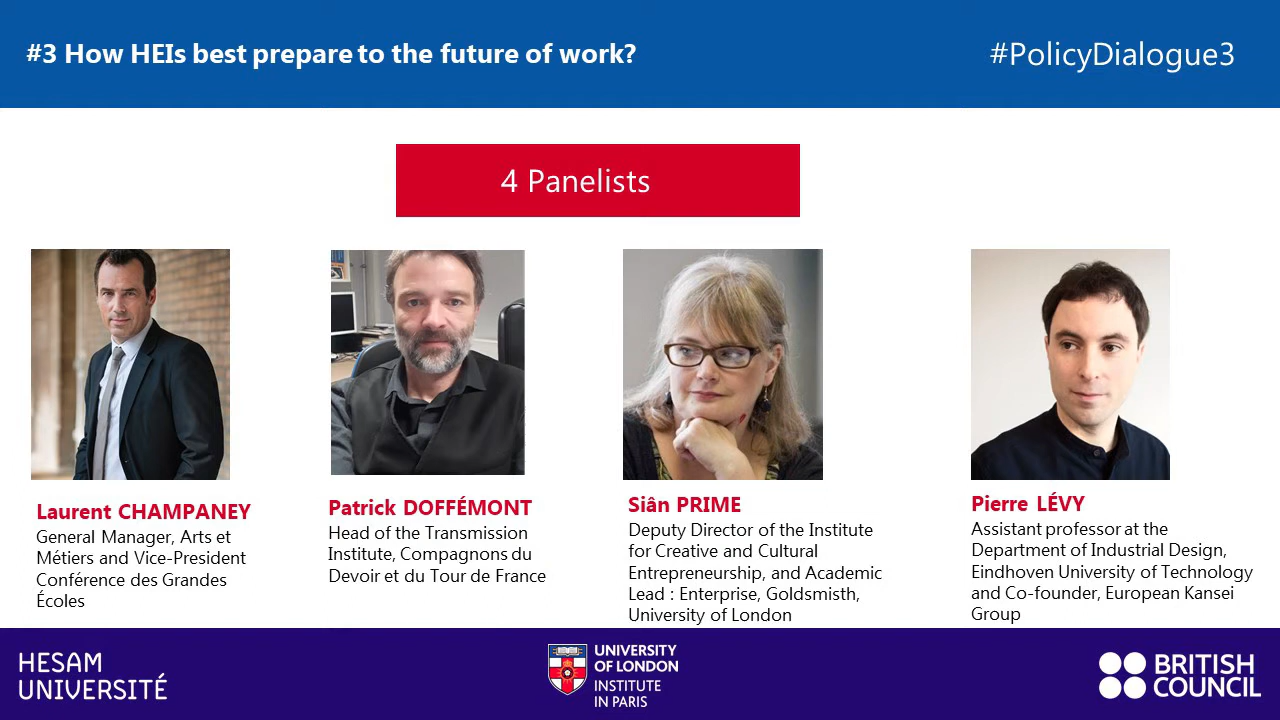 #3 How HEIs best prepare to the future of work?
#PolicyDialogue3
4 Panelists
Laurent CHAMPANEY
General Manager, Arts et
Métiers and Vice-President
Conférence des Grandes
Écoles
Patrick DOFFÉMONT
Head of the Transmission
Institute, Compagnons du
Devoir et du Tour de France
Siân PRIME
Deputy Director of the Institute
for Creative and Cultural
Entrepreneurship, and Academic
Lead : Enterprise, Goldsmisth,
University of London
Pierre LÉVY
Assistant professor at the
Department of Industrial Design,
Eindhoven University of Technology
and Co-founder, European Kansei
Group
HESAM
UNIVERSITÉ
UNIVERSITY
OF LONDON
INSTITUTE
IN PARIS
BRITISH
COUNCIL